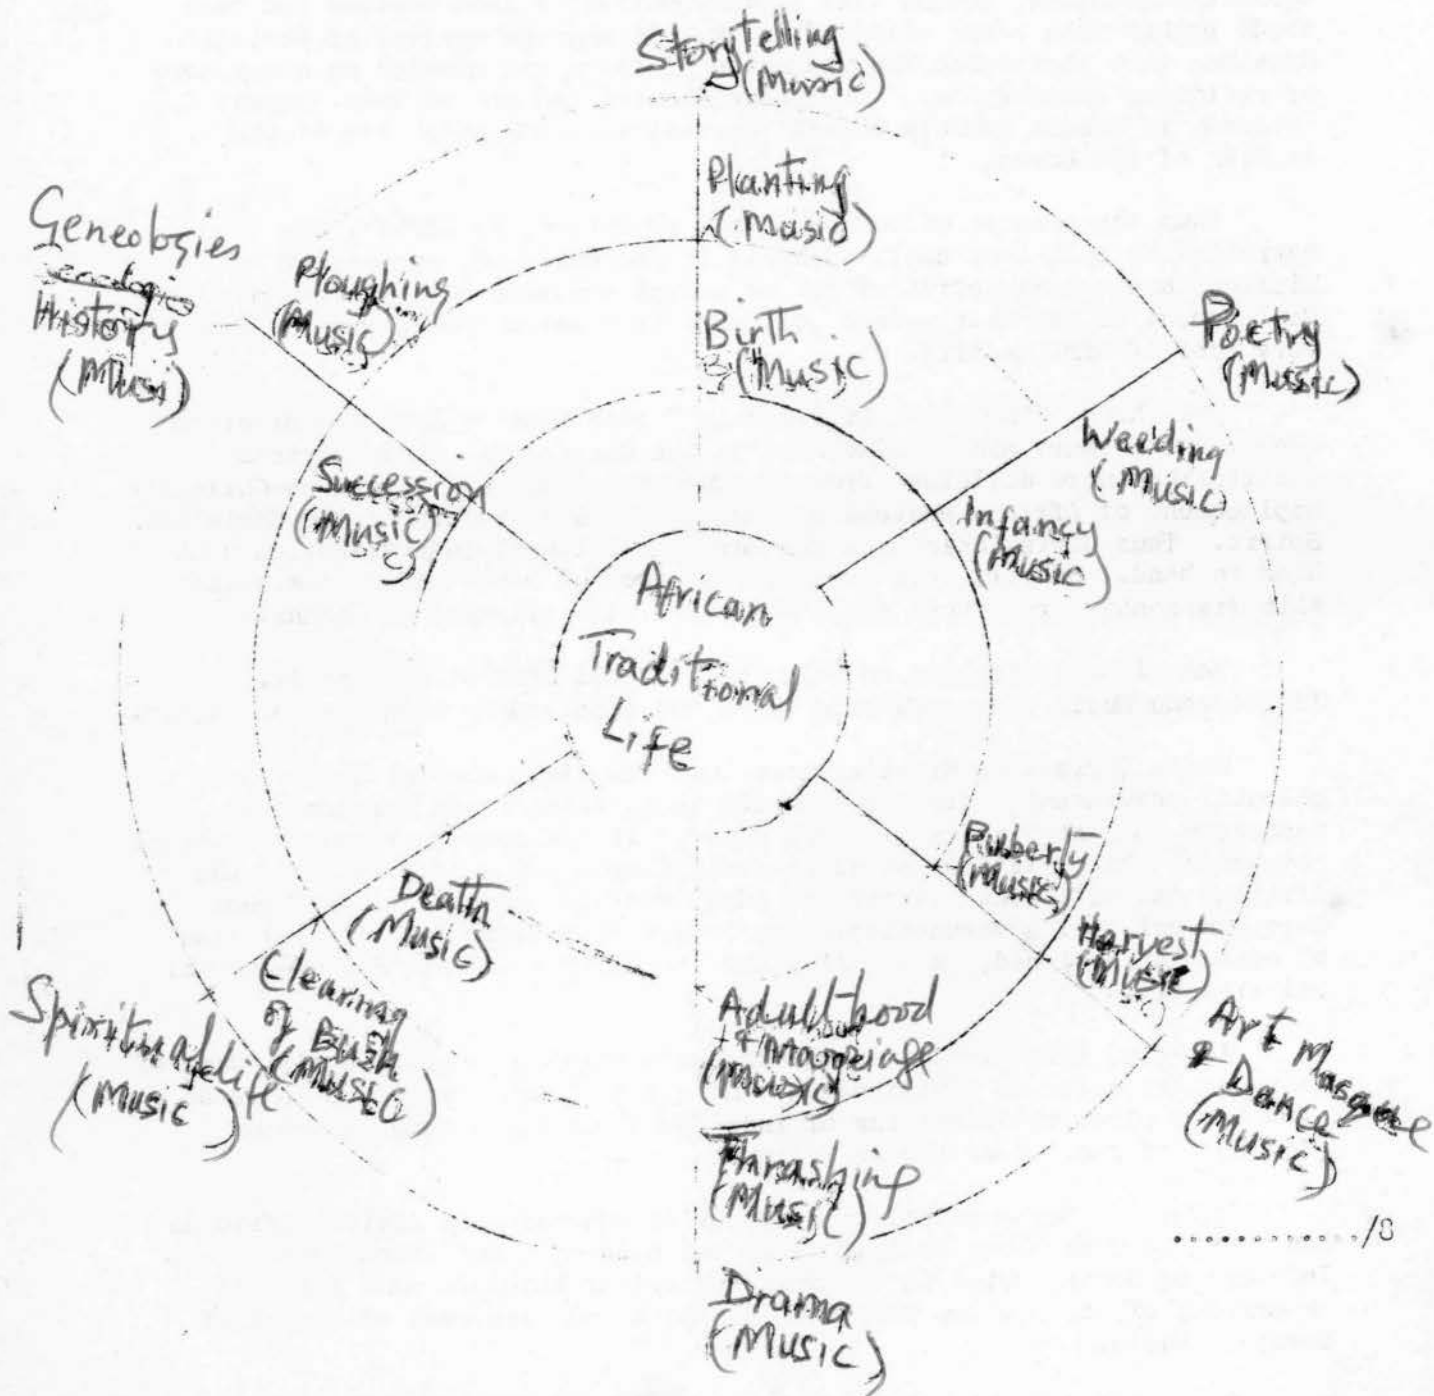 Storytelling
(Music)
Planting
(Music)
Geneologies
History
(Musi)
Ploughing
(Music)
Birth
(Music)
Poetry
(Music)
Weeding
(Music)
Succession
(Music)
Infancy
(Music)
African
Traditional
Life
Puberty
(Music)
Death
(Music)
Harvest
(Music)
Clearing
of Bush
(Music)
Spiritual Life
(Music)
Adulthood
+ Marriage
(Music)
Art Masquee
& Dance
(Music)
Thrashing
(Music)
............/8
Drama
(Music)